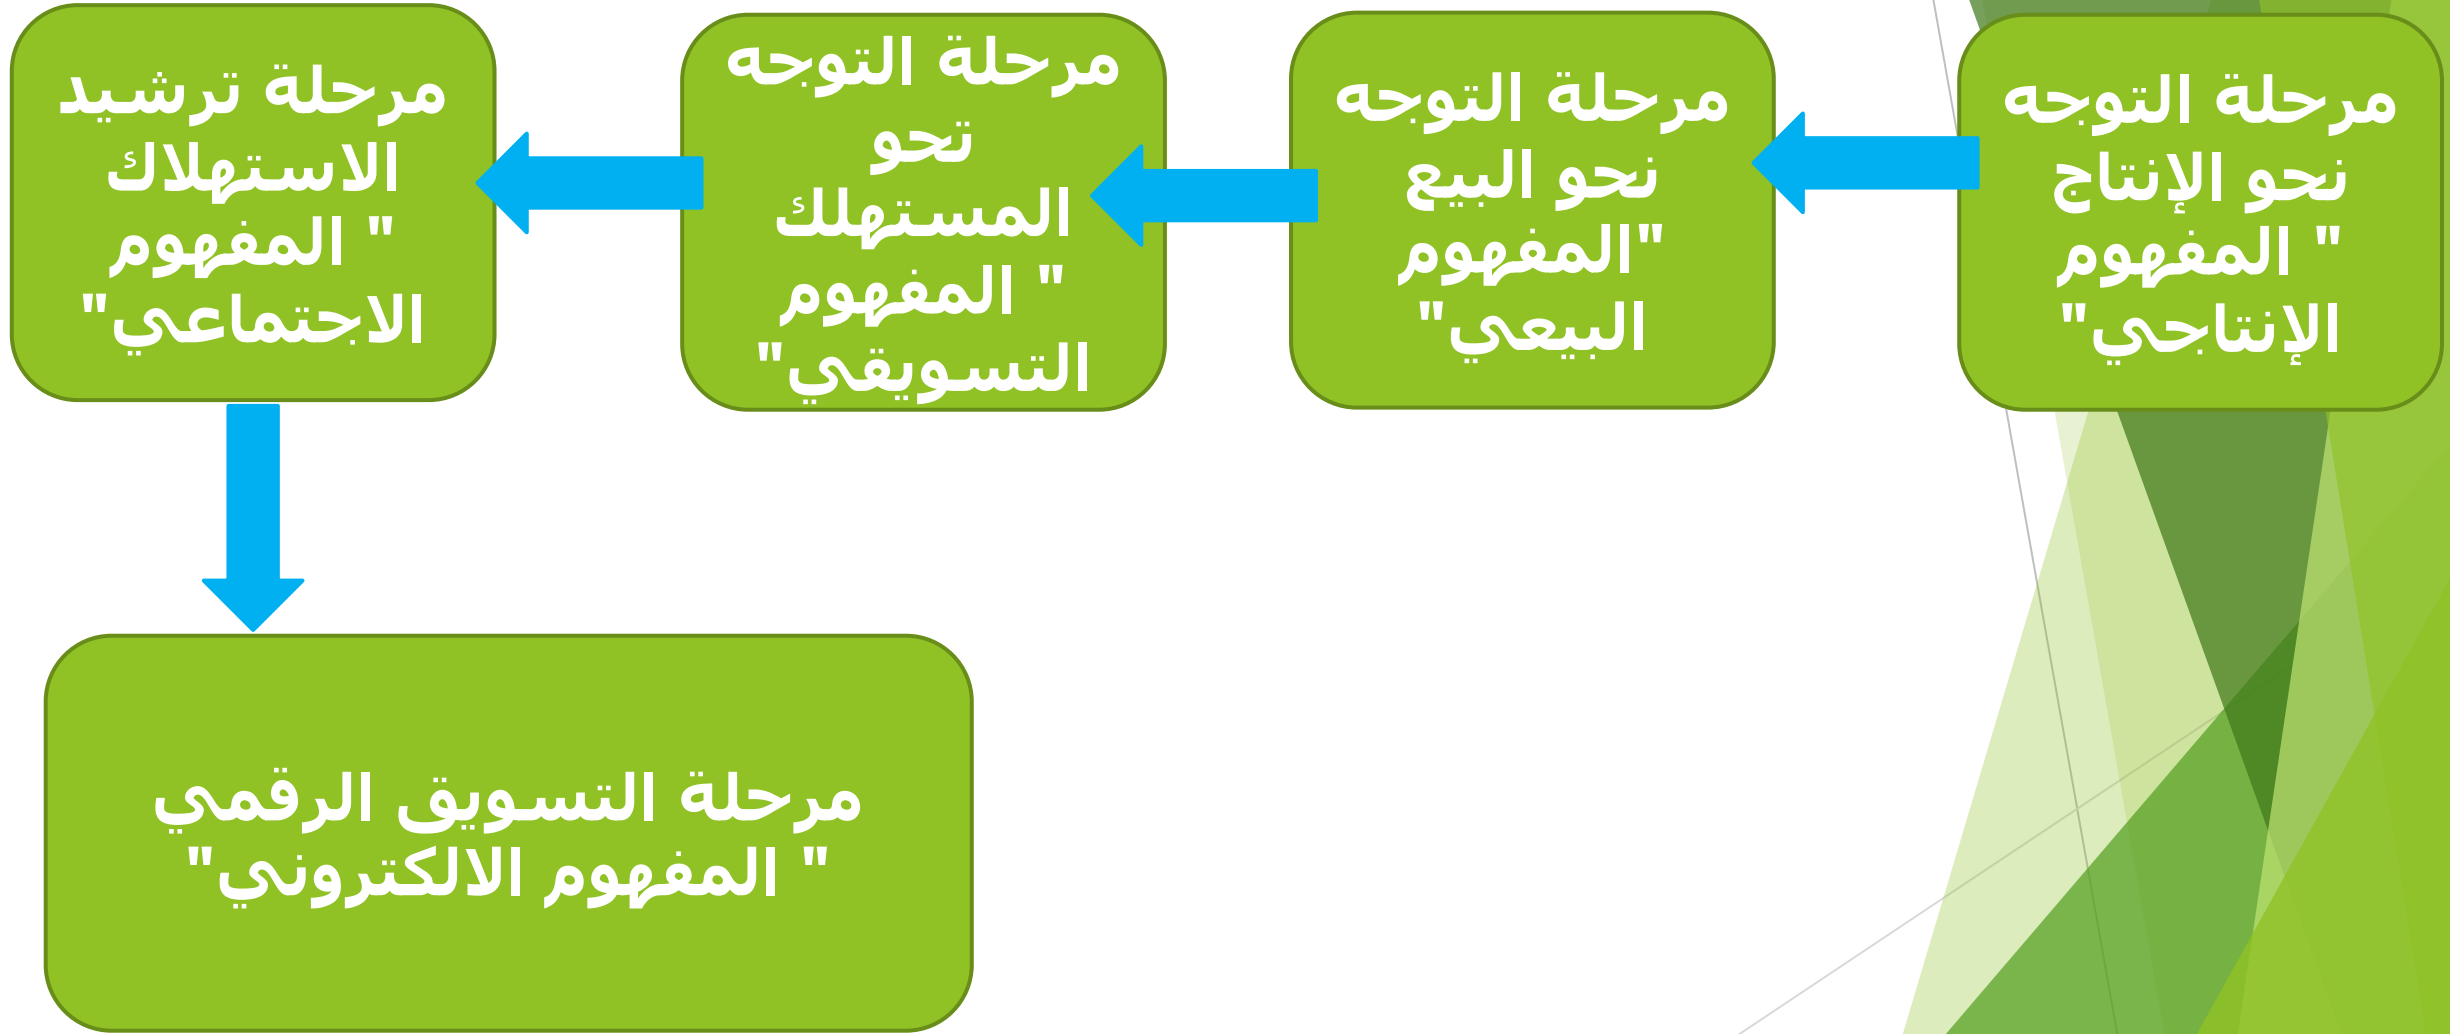 مرحلة التوجه
نحو الإنتاج
" المفهوم
الإنتاجي"
مرحلة التوجه
نحو البيع
"المفهوم
البيعي"
مرحلة التوجه
تحو
المستهلك
" المفهوم
التسويقي"
مرحلة ترشيد
الاستهلاك
" المفهوم
الاجتماعي"
مرحلة التسويق الرقمي
" المفهوم الالكتروني"